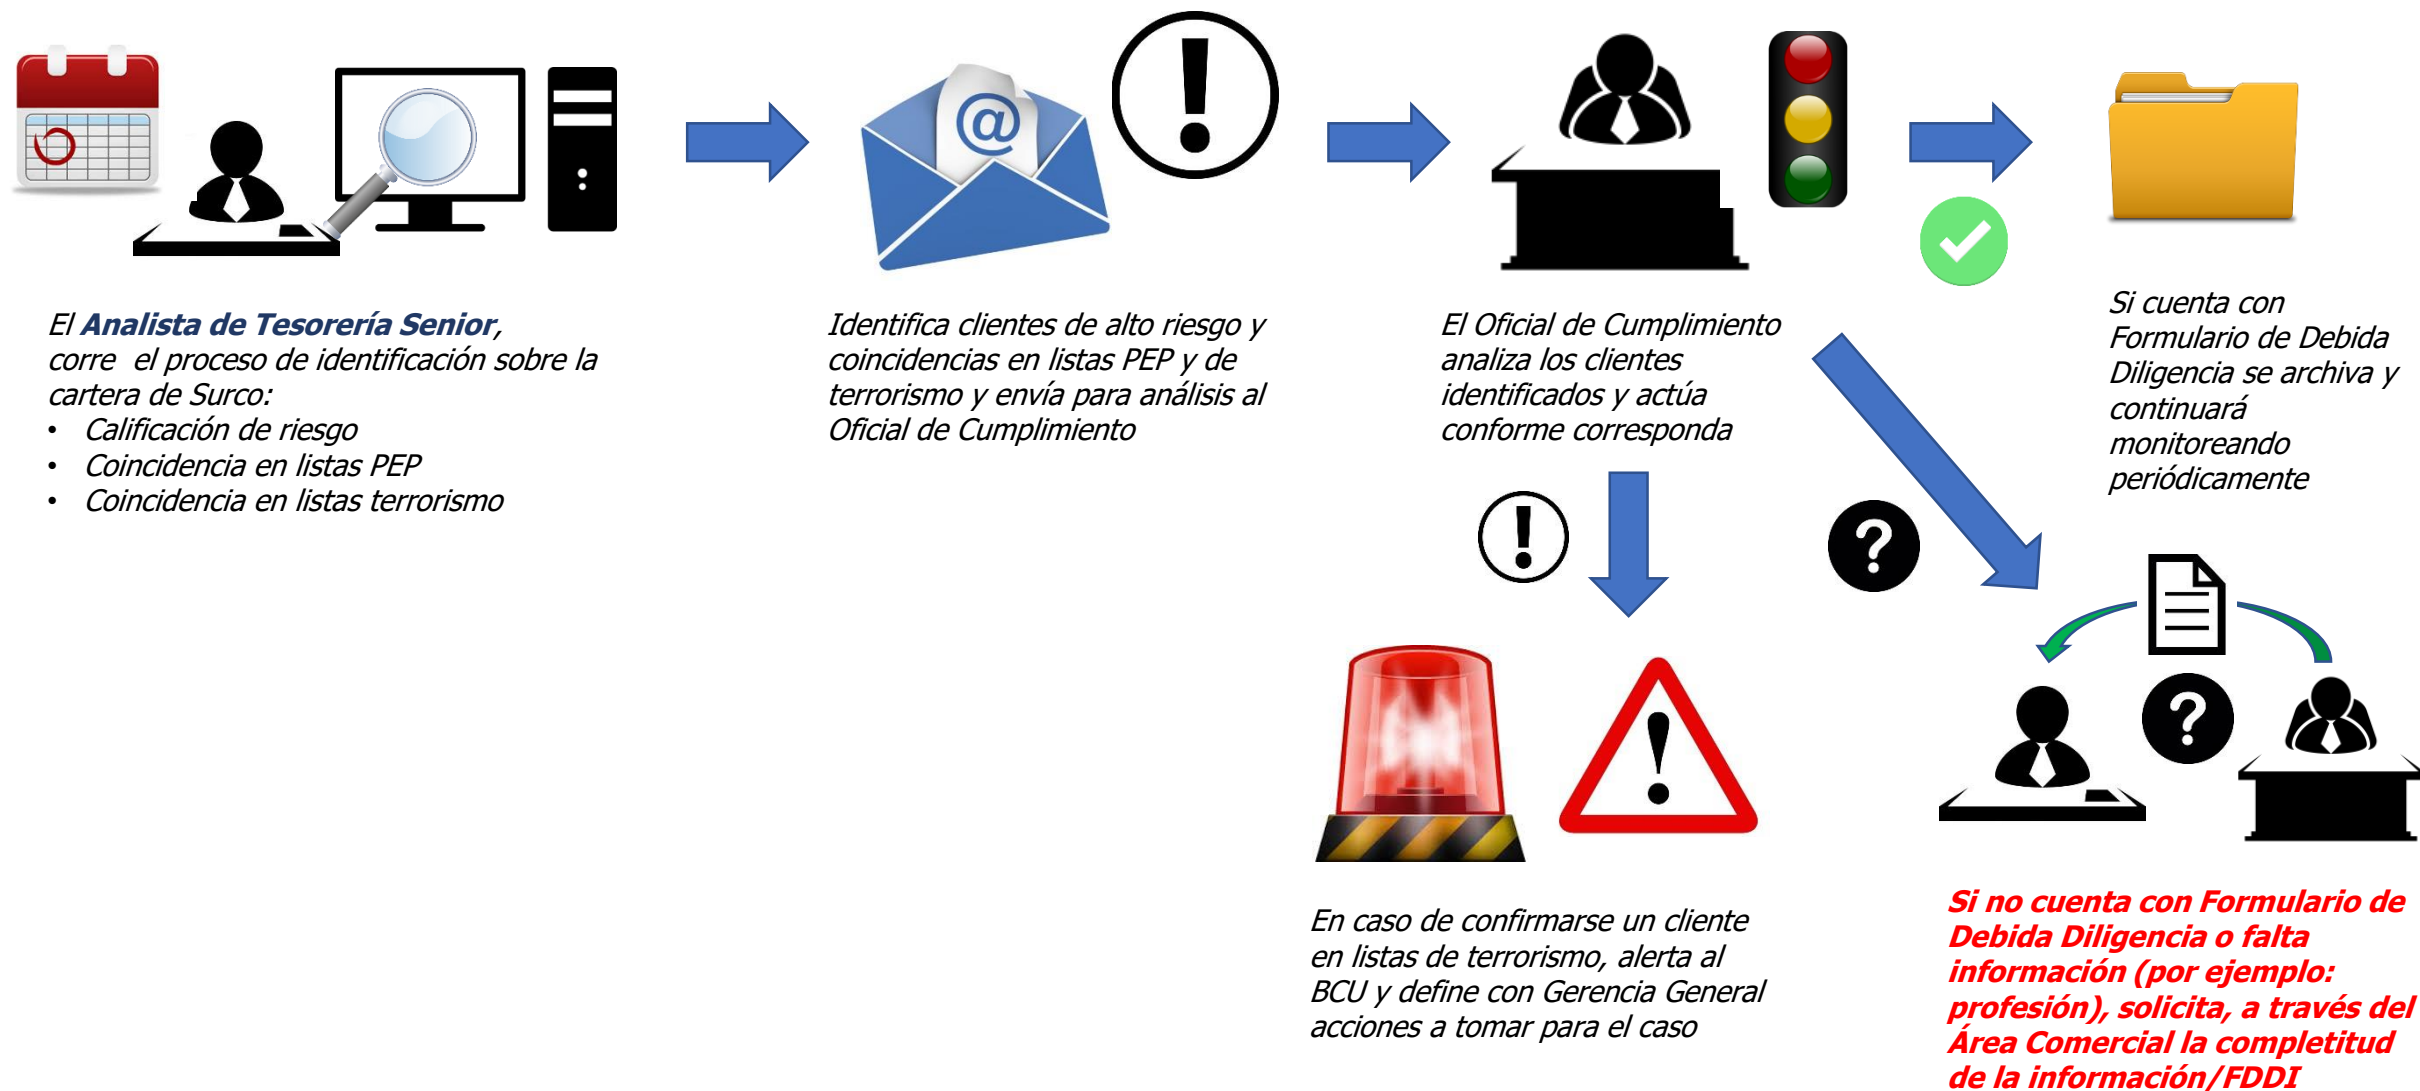 El Analista de Tesorería Senior,
corre el proceso de identificación sobre la
cartera de Surco:
• Calificación de riesgo
• Coincidencia en listas PEP
• Coincidencia en listas terrorismo
@
Identifica clientes de alto riesgo y
coincidencias en listas PEP y de
terrorismo y envía para análisis al
Oficial de Cumplimiento
!
El Oficial de Cumplimiento
analiza los clientes
identificados y actúa
conforme corresponda
Si cuenta con
Formulario de Debida
Diligencia se archiva y
continuará
monitoreando
periódicamente
!
?
!
?
En caso de confirmarse un cliente
en listas de terrorismo, alerta al
BCU y define con Gerencia General
acciones a tomar para el caso
Si no cuenta con Formulario de
Debida Diligencia o falta
información (por ejemplo:
profesión), solicita, a través del
Área Comercial la completitud
de la información/FDDI